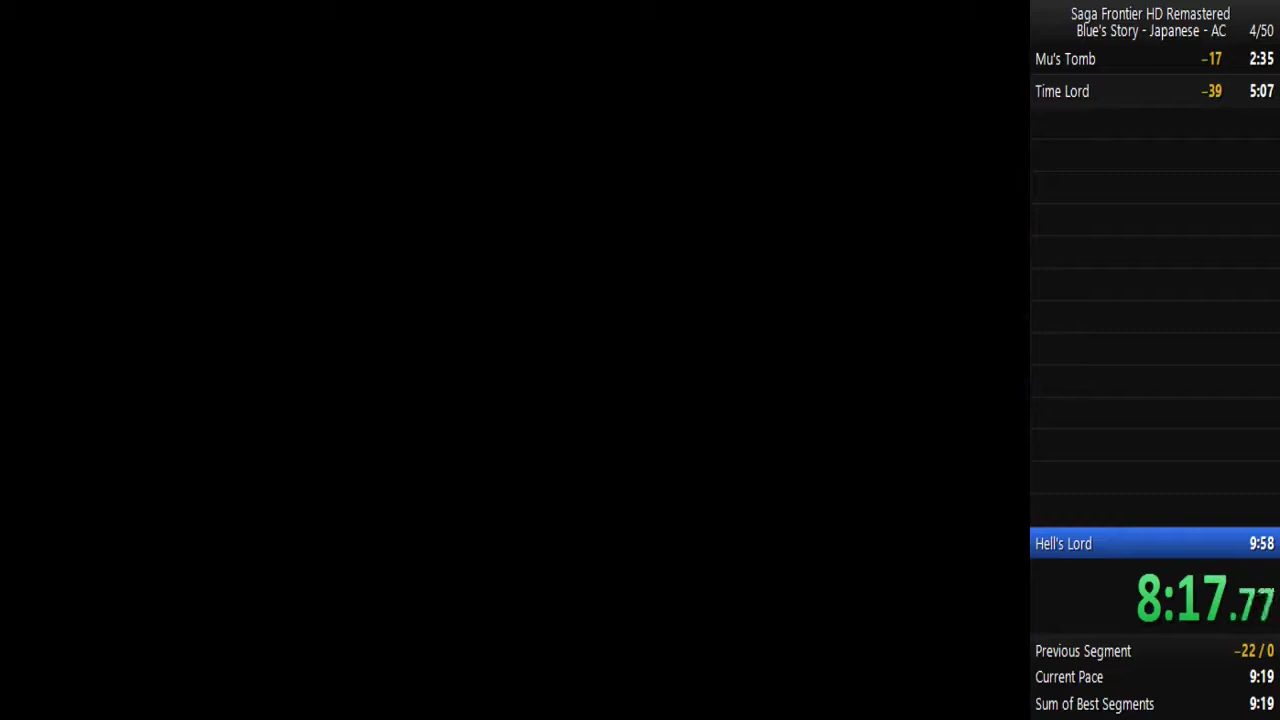 Saga Frontier HD Remastered
Blue's Story - Japanese - AC 4/50
Mu's Tomb -17 2:35
Time Lord -39 5:07
Hell's Lord 9:58
8:17.77
Previous Segment -22 / 0
Current Pace 9:19
Sum of Best Segments 9:19